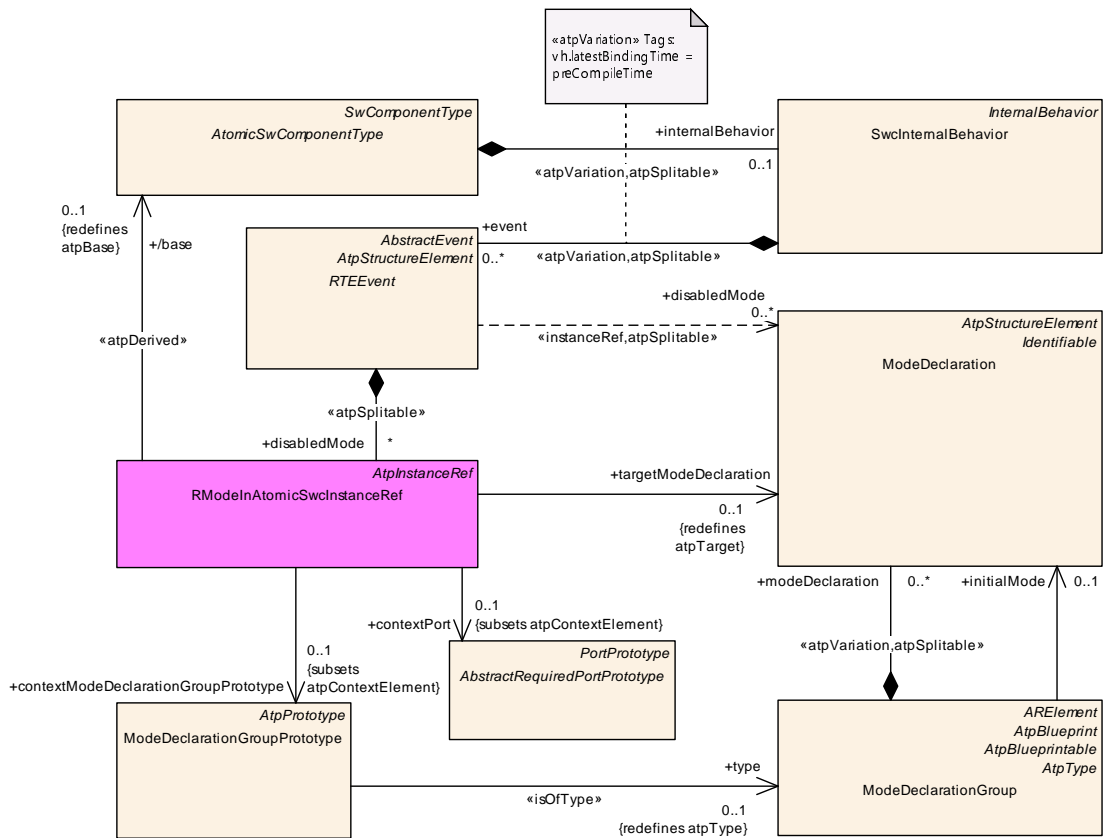 «atpVariation» Tags:
vh.latestBindingTime =
preCompileTime
SwComponentType
AtomicSwComponentType
InternalBehavior
SwcInternalBehavior
+internalBehavior
0..1
«atpVariation,atpSplitable»
0..1
{redefines
atpBase}
+/base
«atpDerived»
AbstractEvent
AtpStructureElement
RTEEvent
+event
0..*
«atpVariation,atpSplitable»
+disabledMode
0..*
«instanceRef,atpSplitable»
AtpStructureElement
Identifiable
ModeDeclaration
«atpSplitable»
+disabledMode
*
AtpInstanceRef
RModeInAtomicSwcInstanceRef
+targetModeDeclaration
0..1
{redefines
atpTarget}
+modeDeclaration
0..*
+initialMode
0..1
«atpVariation,atpSplitable»
+contextPort
0..1
{subsets atpContextElement}
PortPrototype
AbstractRequiredPortPrototype
0..1
{subsets
atpContextElement}
+contextModeDeclarationGroupPrototype
AtpPrototype
ModeDeclarationGroupPrototype
+type
«isOfType»
0..1
{redefines atpType}
ARElement
AtpBlueprint
AtpBlueprintable
AtpType
ModeDeclarationGroup